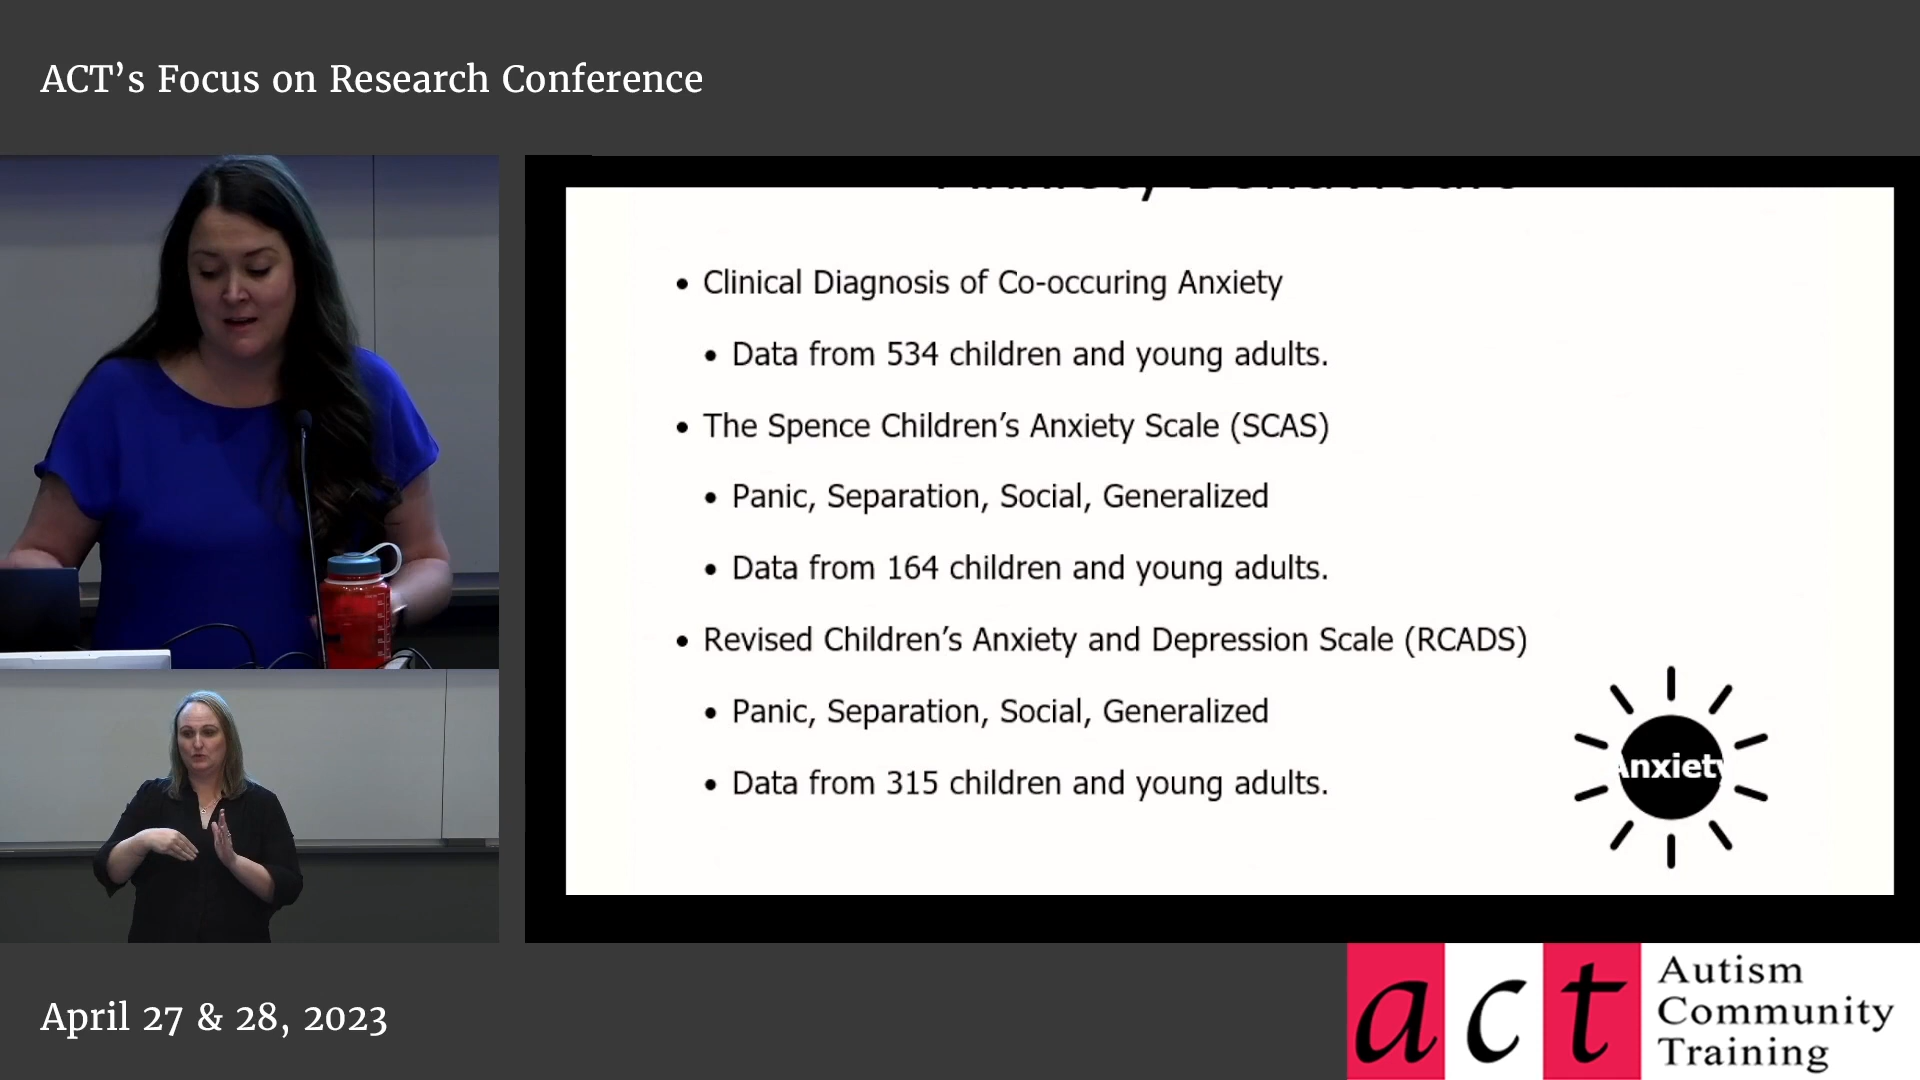 ACT's Focus on Research Conference
• Clinical Diagnosis of Co-occuring Anxiety
• Data from 534 children and young adults.
• The Spence Children's Anxiety Scale (SCAS)
• Panic, Separation, Social, Generalized
• Data from 164 children and young adults.
• Revised Children's Anxiety and Depression Scale (RCADS)
• Panic, Separation, Social, Generalized
• Data from 315 children and young adults.
Anxiety
April 27 & 28, 2023
act
Autism
Community
Training